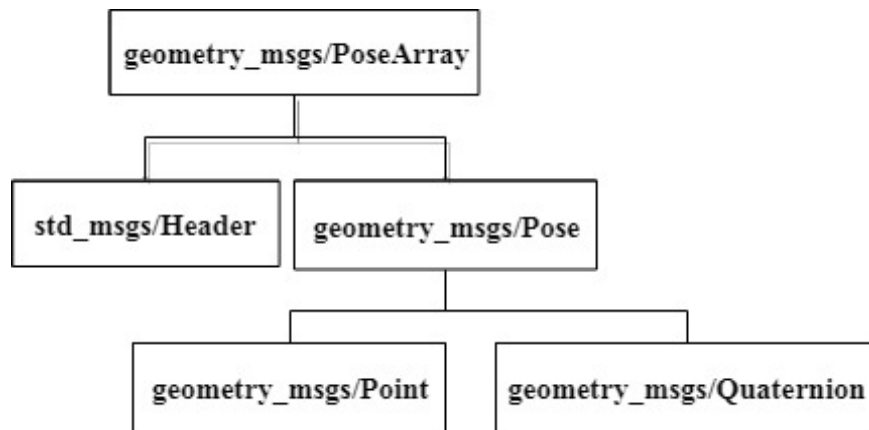 geometry_msgs/PoseArray
std_msgs/Header
geometry_msgs/Pose
geometry_msgs/Point
geometry_msgs/Quaternion